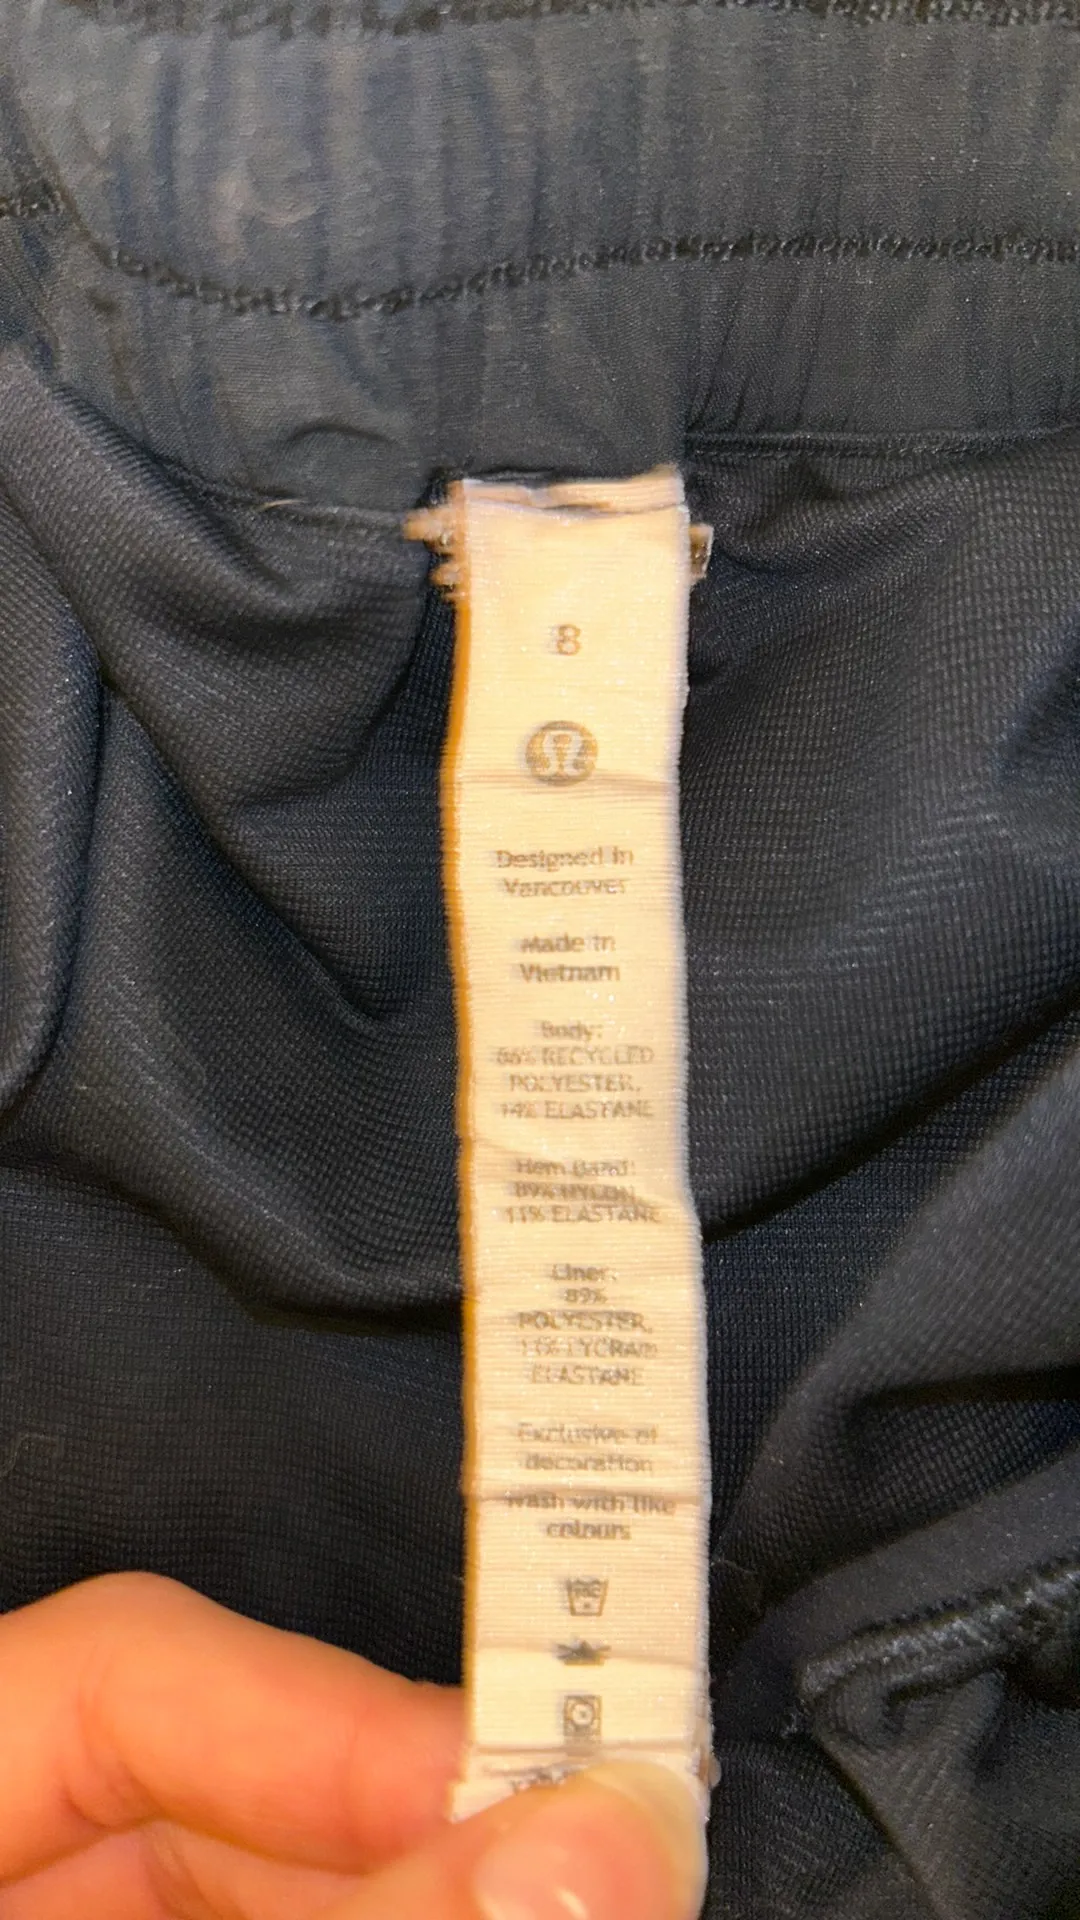 8
Designed in
Vancouver
Made in
Vietnam
Body:
86% RECYCLED
POLYESTER,
14% ELASTANE
Hem Band:
89% NYLON,
11% ELASTANE
Liner:
89%
POLYESTER,
11% LYCRA®
ELASTANE
Exclusive of
decoration
Wash with like
colours